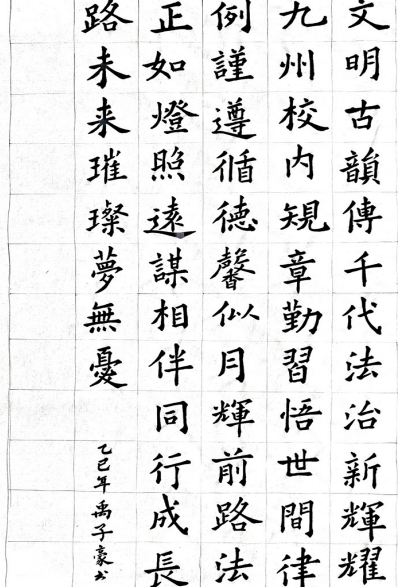 文明古韻傳千代法治新輝耀
九州校内規章勤習悟世間律
例謹遵循德馨似月輝前路法
正如燈照遠謀相伴同行成長
路未来璀璨夢無憂
乙巳年禹子豪书